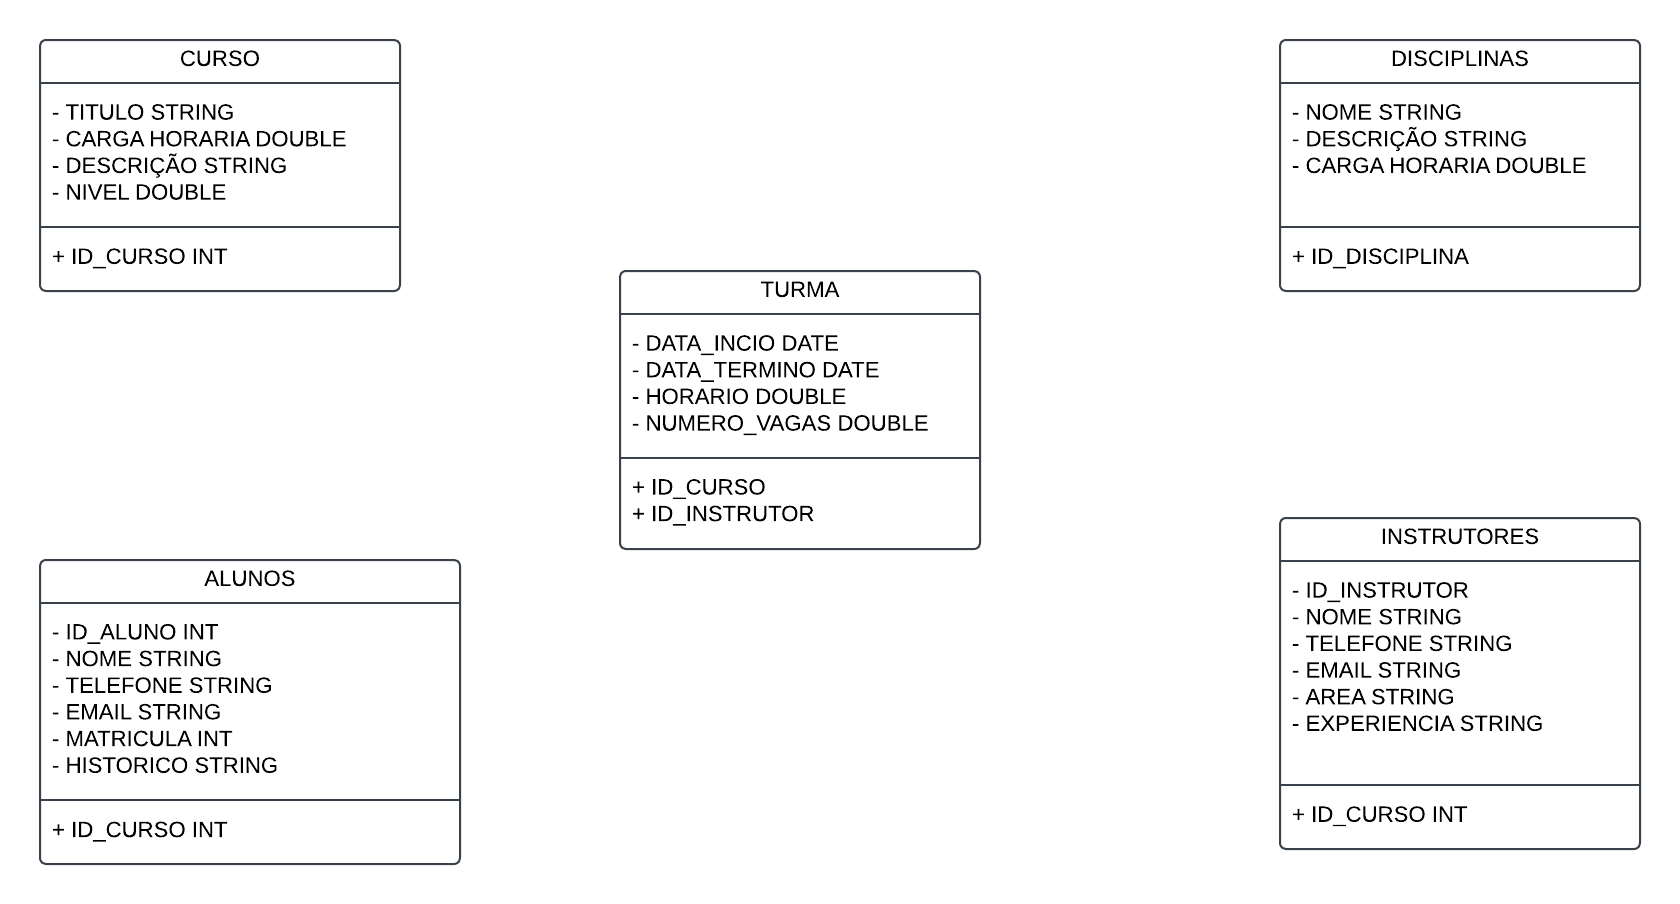 CURSO
- TITULO STRING
- CARGA HORARIA DOUBLE
- DESCRIÇÃO STRING
- NIVEL DOUBLE
+ ID_CURSO INT
DISCIPLINAS
- NOME STRING
- DESCRIÇÃO STRING
- CARGA HORARIA DOUBLE
+ ID_DISCIPLINA
TURMA
- DATA_INCIO DATE
- DATA_TERMINO DATE
- HORARIO DOUBLE
- NUMERO_VAGAS DOUBLE
+ ID_CURSO
+ ID_INSTRUTOR
ALUNOS
- ID_ALUNO INT
- NOME STRING
- TELEFONE STRING
- EMAIL STRING
- MATRICULA INT
- HISTORICO STRING
+ ID_CURSO INT
INSTRUTORES
- ID_INSTRUTOR
- NOME STRING
- TELEFONE STRING
- EMAIL STRING
- AREA STRING
- EXPERIENCIA STRING
+ ID_CURSO INT